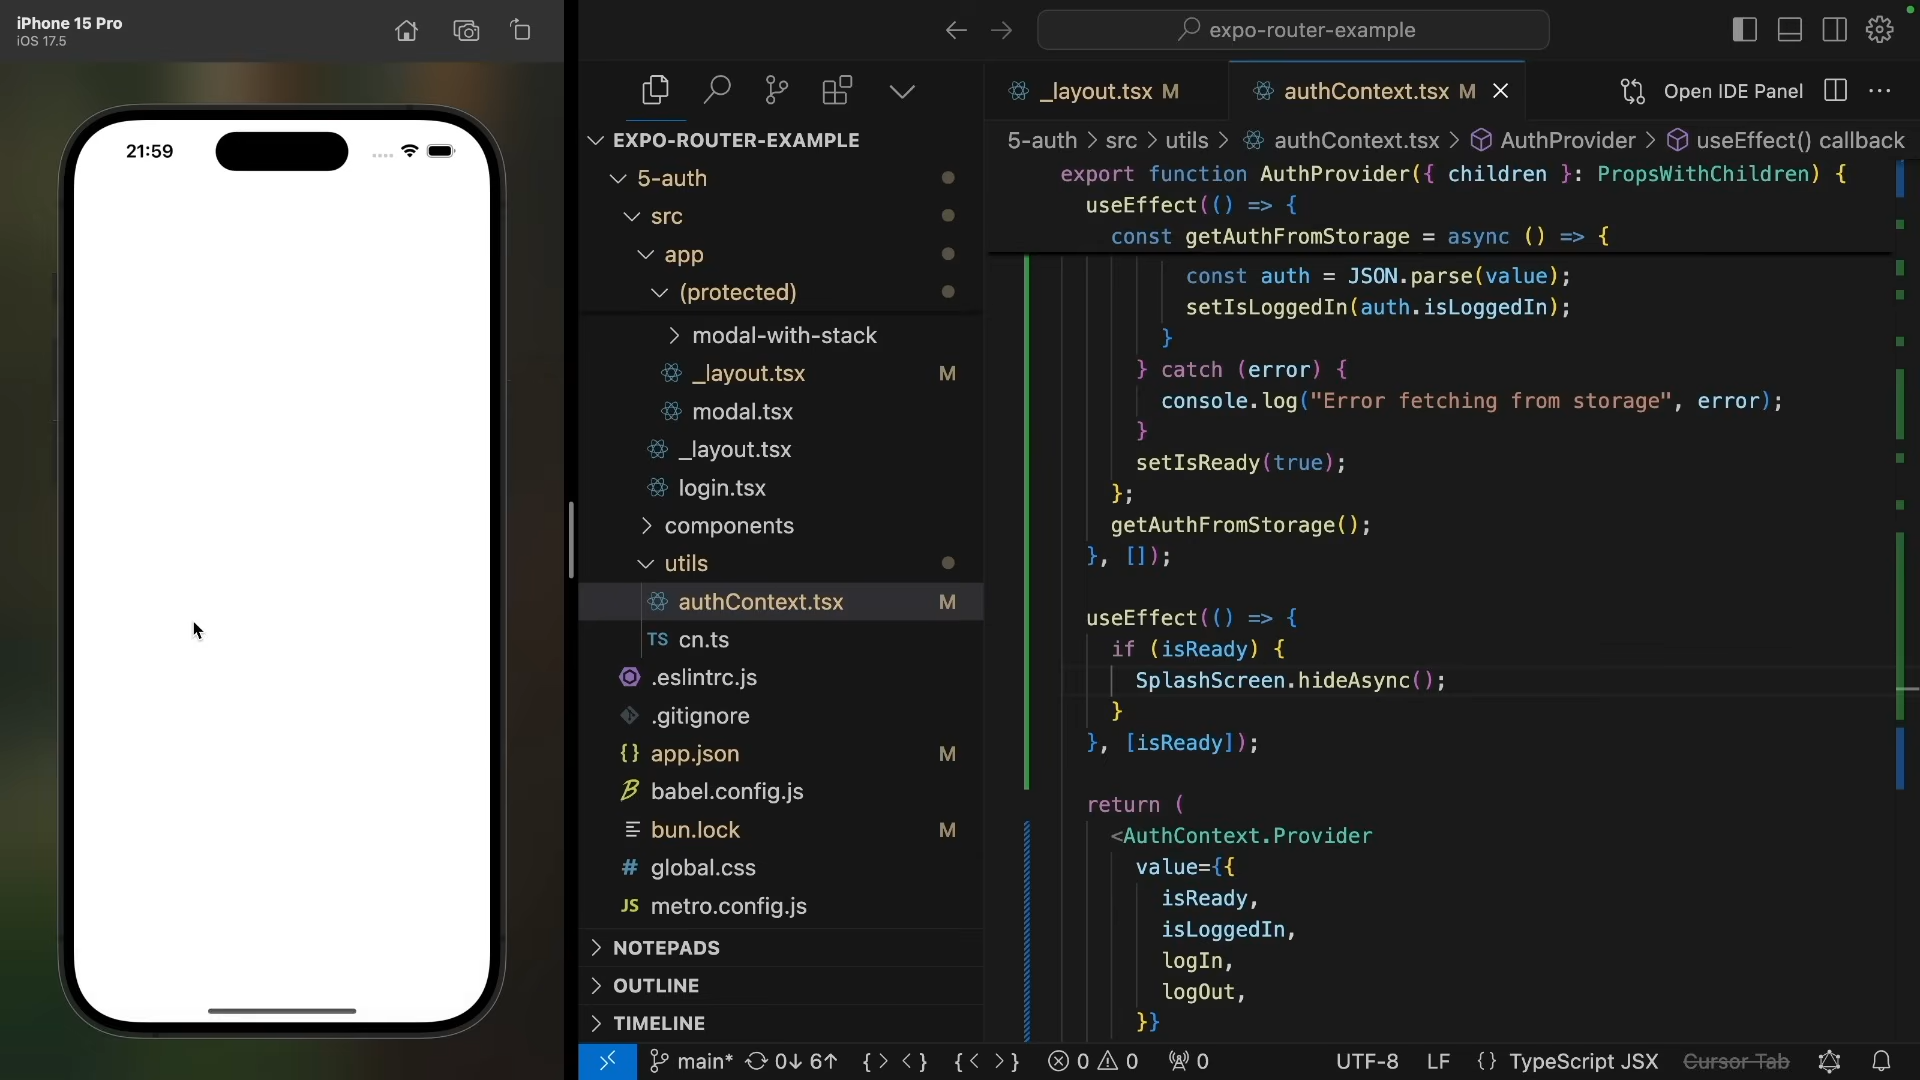 iPhone 15 Pro
iOS 17.5
21:59
expo-router-example
EXPO-ROUTER-EXAMPLE
5-auth
src
app
(protected)
modal-with-stack
_layout.tsx M
modal.tsx
_layout.tsx
login.tsx
components
utils
authContext.tsx M
TS cn.ts
.eslintrc.js
.gitignore
{} app.json M
babel.config.js
bun.lock M
# global.css
JS metro.config.js
NOTEPADS
OUTLINE
TIMELINE
_layout.tsx M
authContext.tsx M
Open IDE Panel
5-auth > src > utils > authContext.tsx > AuthProvider > useEffect() callback
export function AuthProvider({ children }: PropsWithChildren) {
useEffect(() => {
const getAuthFromStorage = async () => {
const auth = JSON.parse(value);
setIsLoggedIn(auth.isLoggedIn);
}
} catch (error) {
console.log("Error fetching from storage", error);
}
setIsReady(true);
};
getAuthFromStorage();
}, []);
useEffect(() => {
if (isReady) {
SplashScreen.hideAsync();
}
}, [isReady]);
return (
<AuthContext.Provider
value={{
isReady,
isLoggedIn,
logIn,
logOut,
}}
main* 0↓ 6↑ {> <} {< >} 0 0 0 UTF-8 LF {} TypeScript JSX Cursor Tab